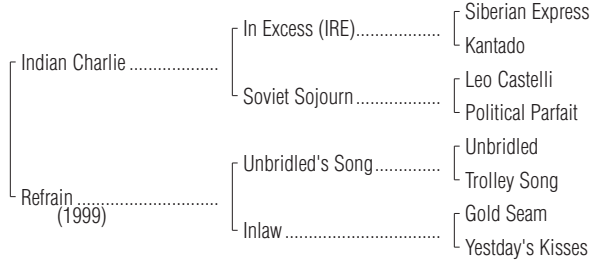 Siberian Express
In Excess (IRE)..................
Kantado
Indian Charlie ...................
Leo Castelli
Soviet Sojourn ..................
Political Parfait
Unbridled
Unbridled's Song..............
Trolley Song
Refrain ..............................
(1999)
Gold Seam
Inlaw .................................
Yestday's Kisses